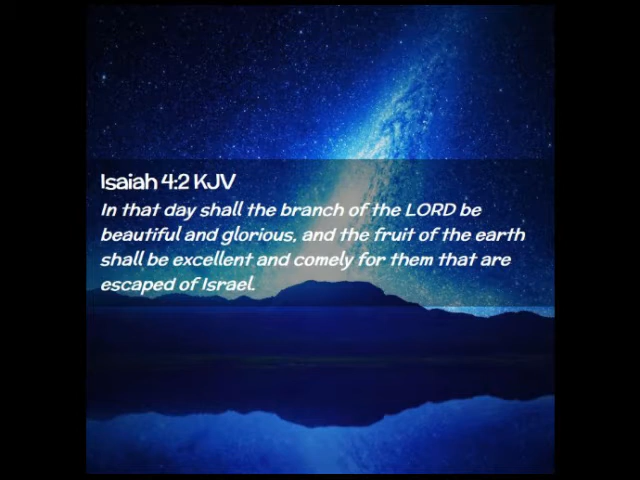 Isaiah 4:2 KJV
In that day shall the branch of the LORD be
beautiful and glorious, and the fruit of the earth
shall be excellent and comely for them that are
escaped of Israel.